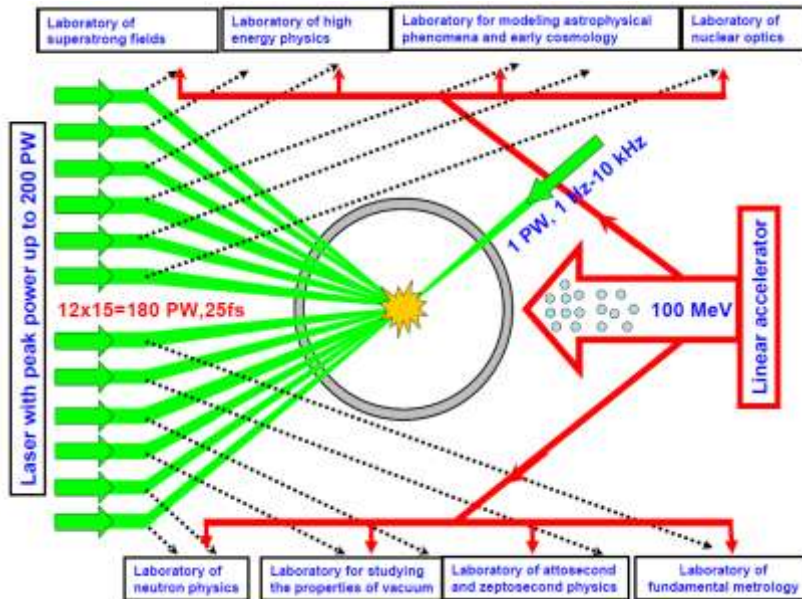 Laboratory of
superstrong fields
Laboratory of high
energy physics
Laboratory for modeling astrophysical
phenomena and early cosmology
Laboratory of
nuclear optics
Laser with peak power up to 200 PW
1 PW, 1 Hz-10 kHz
12x15=180 PW,25fs
100 MeV
Linear accelerator
Laboratory of
neutron physics
Laboratory for studying
the properties of vacuum
Laboratory of attosecond
and zeptosecond physics
Laboratory of
fundamental metrology